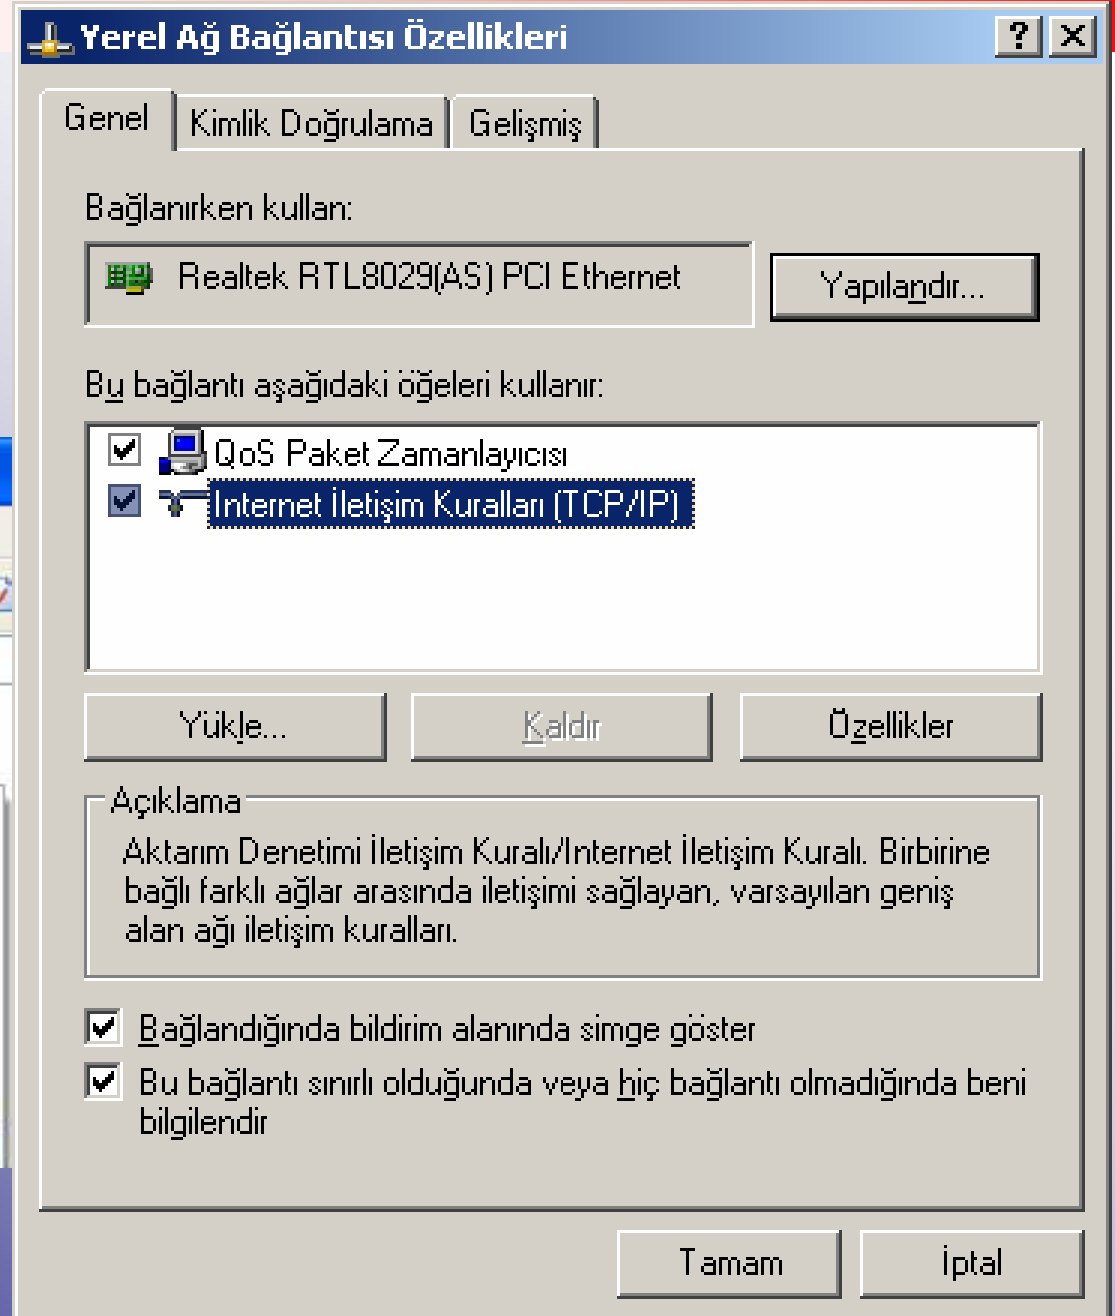 Yerel Ağ Bağlantısı Özellikleri
Genel
Kimlik Doğrulama
Gelişmiş
Bağlanırken kullan:
Realtek RTL8029(AS) PCI Ethernet
Yapılandır...
Bu bağlantı aşağıdaki öğeleri kullanır:
QoS Paket Zamanlayıcısı
Internet İletişim Kuralları (TCP/IP)
Yükle...
Kaldır
Özellikler
Açıklama
Aktarım Denetimi İletişim Kuralı/Internet İletişim Kuralı. Birbirine
bağlı farklı ağlar arasında iletişimi sağlayan, varsayılan geniş
alan ağı iletişim kuralları.
Bağlandığında bildirim alanında simge göster
Bu bağlantı sınırlı olduğunda veya hiç bağlantı olmadığında beni
bilgilendir
Tamam
İptal